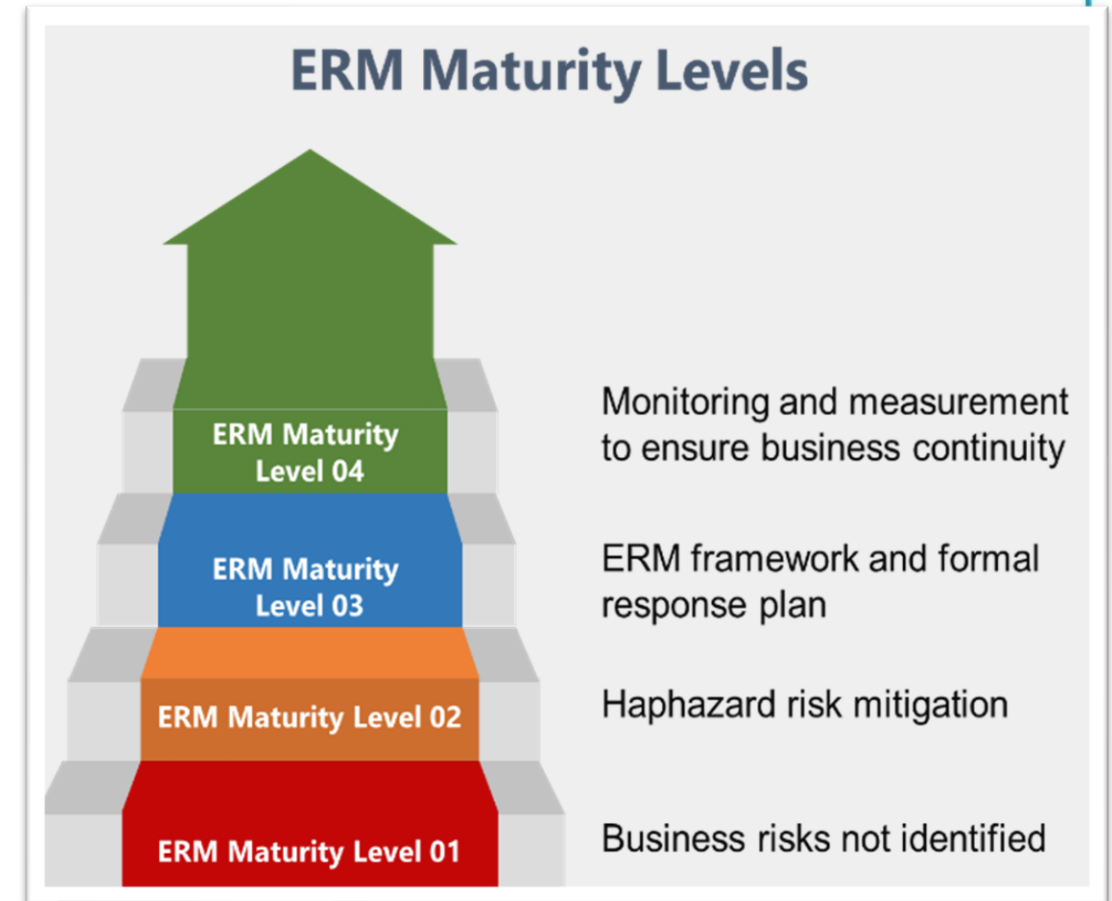 ERM Maturity Levels
ERM Maturity
Level 04
Monitoring and measurement
to ensure business continuity
ERM Maturity
Level 03
ERM framework and formal
response plan
ERM Maturity Level 02
Haphazard risk mitigation
ERM Maturity Level 01
Business risks not identified